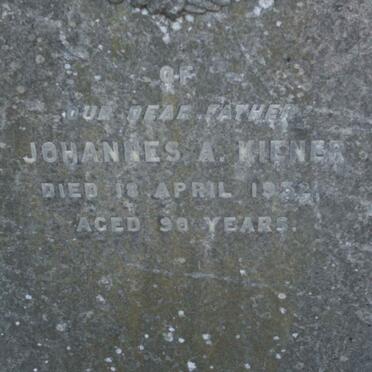 OF
OUR DEAR FATHER
JOHANNES A. KIENER
DIED 18 APRIL
AGED YEARS.